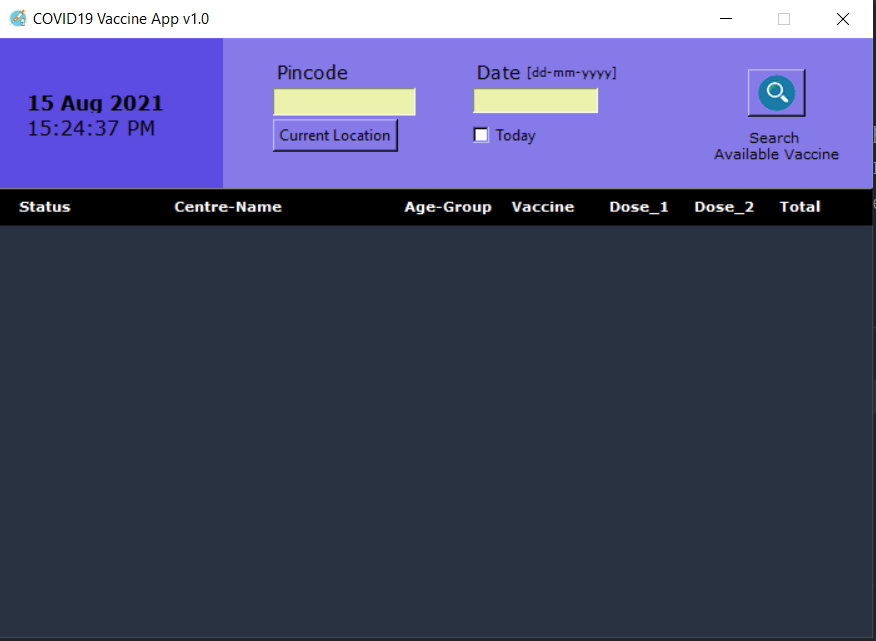 COVID19 Vaccine App v1.0
15 Aug 2021
15:24:37 PM
Pincode
Current Location
Date [dd-mm-yyyy]
Today
Search
Available Vaccine
Status Centre-Name Age-Group Vaccine Dose_1 Dose_2 Total